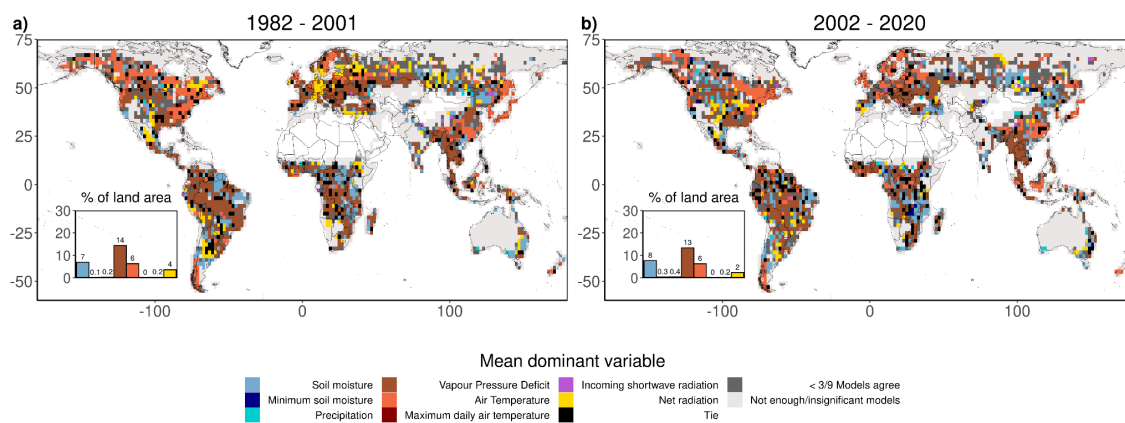 a) 1982 - 2001
b) 2002 - 2020
75
50
25
0
-25
-50
-100 0 100
% of land area
30
20
10
0
7 0.1 0.2 14 6 0 0.2 4
75
50
25
0
-25
-50
-100 0 100
% of land area
30
20
10
0
8 0.3 0.4 13 6 0 0.2 2
Mean dominant variable
Soil moisture Vapour Pressure Deficit Incoming shortwave radiation < 3/9 Models agree
Minimum soil moisture Air Temperature Net radiation Not enough/insignificant models
Precipitation Maximum daily air temperature Tie